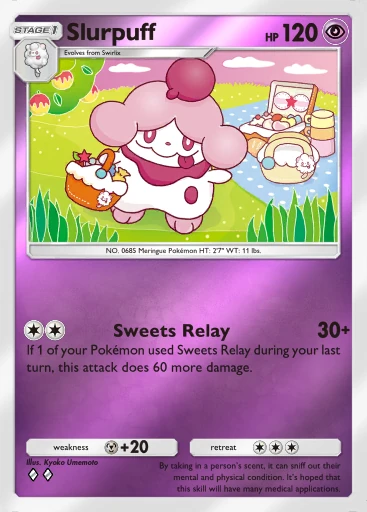 STAGE 1 Slurpuff HP 120
Evolves from Swirlix
NO. 0685 Meringue Pokémon HT: 2'7" WT: 11 lbs.
Sweets Relay 30+
If 1 of your Pokémon used Sweets Relay during your last
turn, this attack does 60 more damage.
weakness +20 retreat
Illus. Kyoko Umemoto
By taking in a person's scent, it can sniff out their
mental and physical condition. It's hoped that
this skill will have many medical applications.